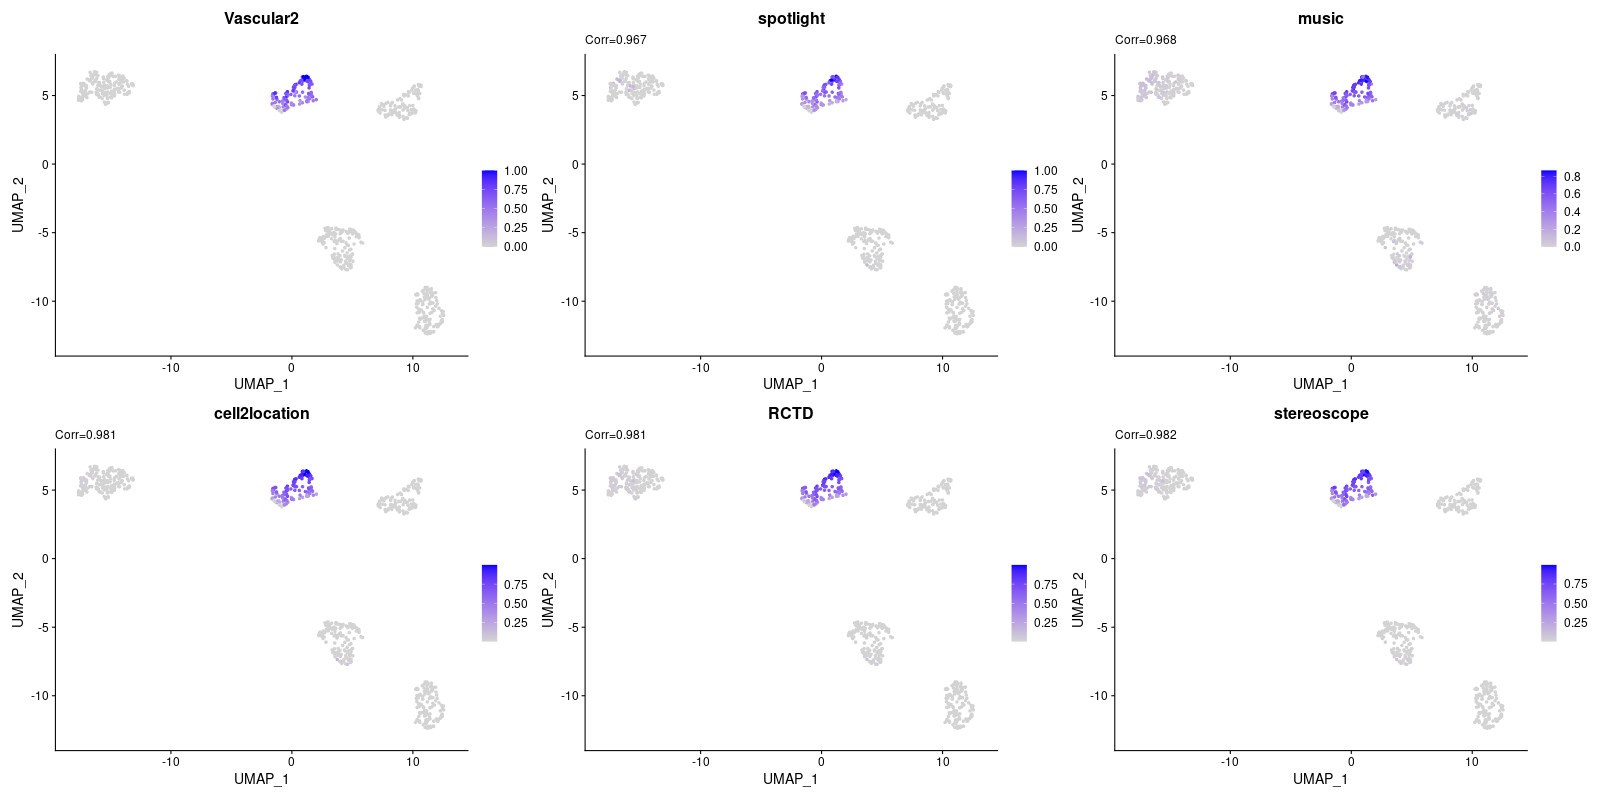 Vascular2
5
0
-5
-10
-10
0
10
UMAP_2
UMAP_1
1.00
0.75
0.50
0.25
0.00
spotlight
Corr=0.967
5
0
-5
-10
-10
0
10
UMAP_2
UMAP_1
1.00
0.75
0.50
0.25
0.00
music
Corr=0.968
5
0
-5
-10
-10
0
10
UMAP_2
UMAP_1
0.8
0.6
0.4
0.2
0.0
cell2location
Corr=0.981
5
0
-5
-10
-10
0
10
UMAP_2
UMAP_1
0.75
0.50
0.25
RCTD
Corr=0.981
5
0
-5
-10
-10
0
10
UMAP_2
UMAP_1
0.75
0.50
0.25
stereoscope
Corr=0.982
5
0
-5
-10
-10
0
10
UMAP_2
UMAP_1
0.75
0.50
0.25